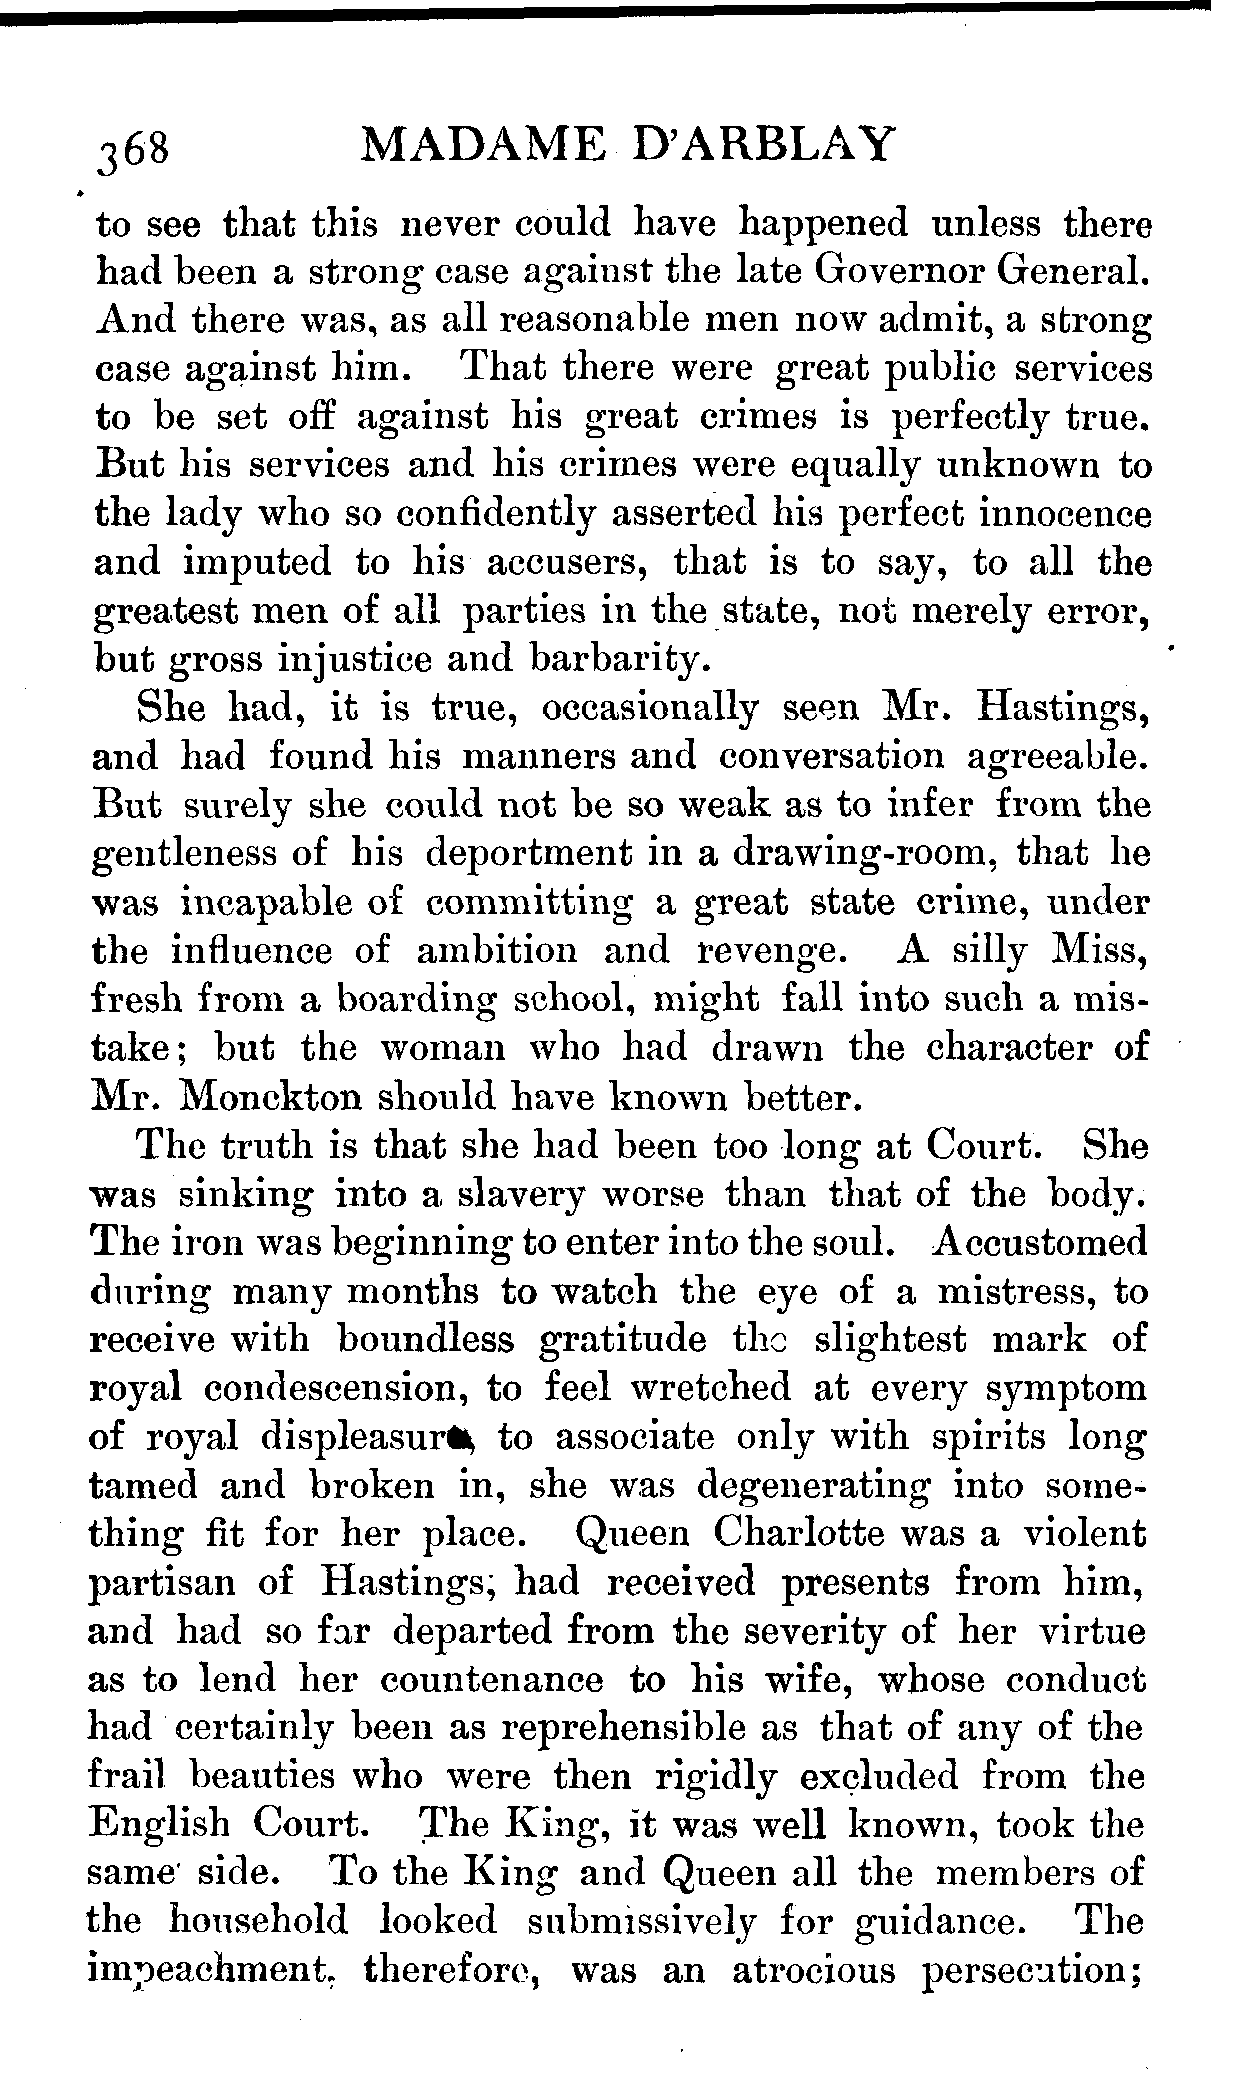 368 MADAME D'ARBLAY
to see that this never could have happened unless there
had been a strong case against the late Governor General.
And there was, as all reasonable men now admit, a strong
case against him. That there were great public services
to be set off against his great crimes is perfectly true.
But his services and his crimes were equally unknown to
the lady who so confidently asserted his perfect innocence
and imputed to his accusers, that is to say, to all the
greatest men of all parties in the state, not merely error,
but gross injustice and barbarity.
She had, it is true, occasionally seen Mr. Hastings,
and had found his manners and conversation agreeable.
But surely she could not be so weak as to infer from the
gentleness of his deportment in a drawing-room, that he
was incapable of committing a great state crime, under
the influence of ambition and revenge. A silly Miss,
fresh from a boarding school, might fall into such a mis-
take; but the woman who had drawn the character of
Mr. Monckton should have known better.
The truth is that she had been too long at Court. She
was sinking into a slavery worse than that of the body.
The iron was beginning to enter into the soul. Accustomed
during many months to watch the eye of a mistress, to
receive with boundless gratitude the slightest mark of
royal condescension, to feel wretched at every symptom
of royal displeasure, to associate only with spirits long
tamed and broken in, she was degenerating into some-
thing fit for her place. Queen Charlotte was a violent
partisan of Hastings; had received presents from him,
and had so far departed from the severity of her virtue
as to lend her countenance to his wife, whose conduct
had certainly been as reprehensible as that of any of the
frail beauties who were then rigidly excluded from the
English Court. The King, it was well known, took the
same side. To the King and Queen all the members of
the household looked submissively for guidance. The
impeachment, therefore, was an atrocious persecution;